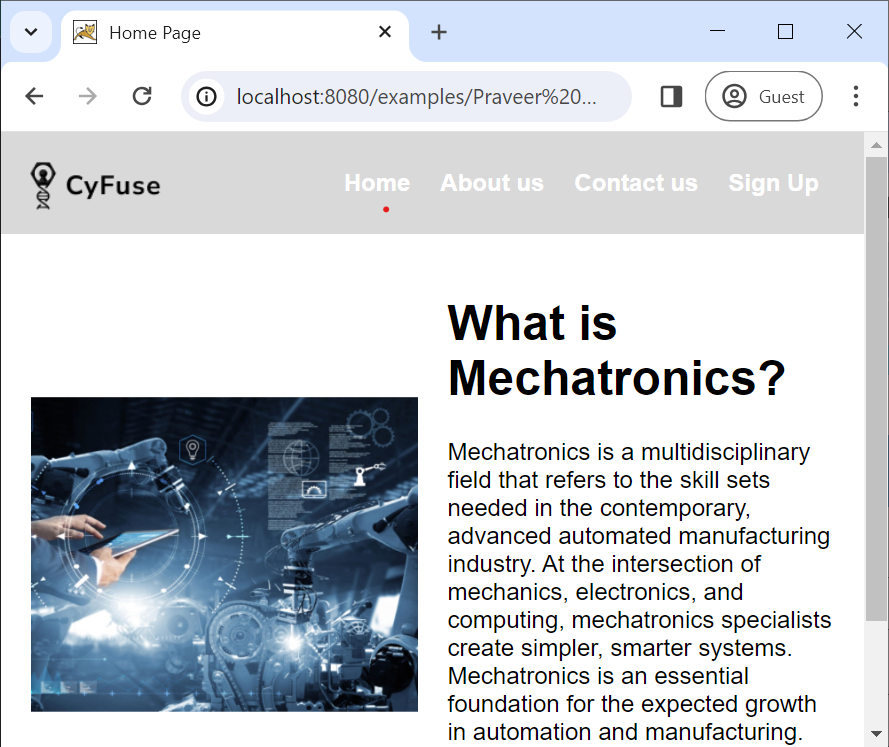 Home Page
localhost:8080/examples/Praveer%20...
Guest
CyFuse
Home About us Contact us Sign Up
What is
Mechatronics?
Mechatronics is a multidisciplinary
field that refers to the skill sets
needed in the contemporary,
advanced automated manufacturing
industry. At the intersection of
mechanics, electronics, and
computing, mechatronics specialists
create simpler, smarter systems.
Mechatronics is an essential
foundation for the expected growth
in automation and manufacturing.